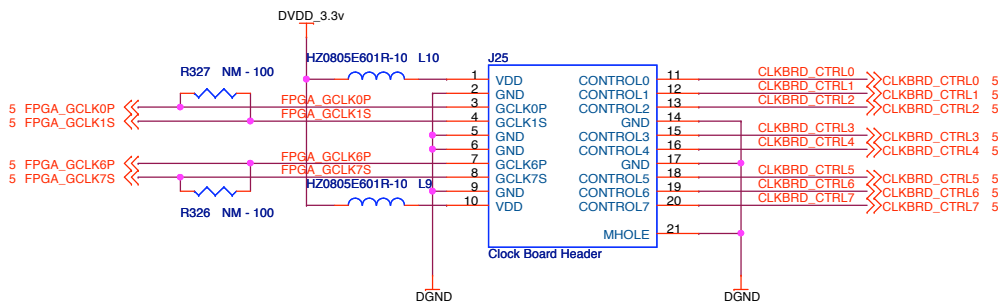 DVDD_3.3v
HZ0805E601R-10 L10
J25
R327 NM - 100
1 VDD CONTROL0 11 CLKBRD_CTRL0 CLKBRD_CTRL0 5
2 GND CONTROL1 12 CLKBRD_CTRL1 CLKBRD_CTRL1 5
5 FPGA_GCLK0P FPGA_GCLK0P 3 GCLK0P CONTROL2 13 CLKBRD_CTRL2 CLKBRD_CTRL2 5
5 FPGA_GCLK1S FPGA_GCLK1S 4 GCLK1S GND 14
5 GND CONTROL3 15 CLKBRD_CTRL3 CLKBRD_CTRL3 5
6 GND CONTROL4 16 CLKBRD_CTRL4 CLKBRD_CTRL4 5
5 FPGA_GCLK6P FPGA_GCLK6P 7 GCLK6P GND 17
5 FPGA_GCLK7S FPGA_GCLK7S 8 GCLK7S CONTROL5 18 CLKBRD_CTRL5 CLKBRD_CTRL5 5
HZ0805E601R-10 L9 9 GND CONTROL6 19 CLKBRD_CTRL6 CLKBRD_CTRL6 5
10 VDD CONTROL7 20 CLKBRD_CTRL7 CLKBRD_CTRL7 5
R326 NM - 100
MHOLE 21
Clock Board Header
DGND DGND